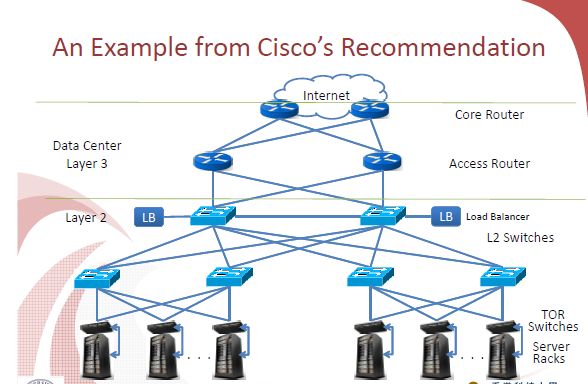 An Example from Cisco's Recommendation
Internet
Core Router
Data Center
Layer 3
Access Router
Layer 2
LB
LB
Load Balancer
L2 Switches
TOR
Switches
Server
Racks
. . .
. . .